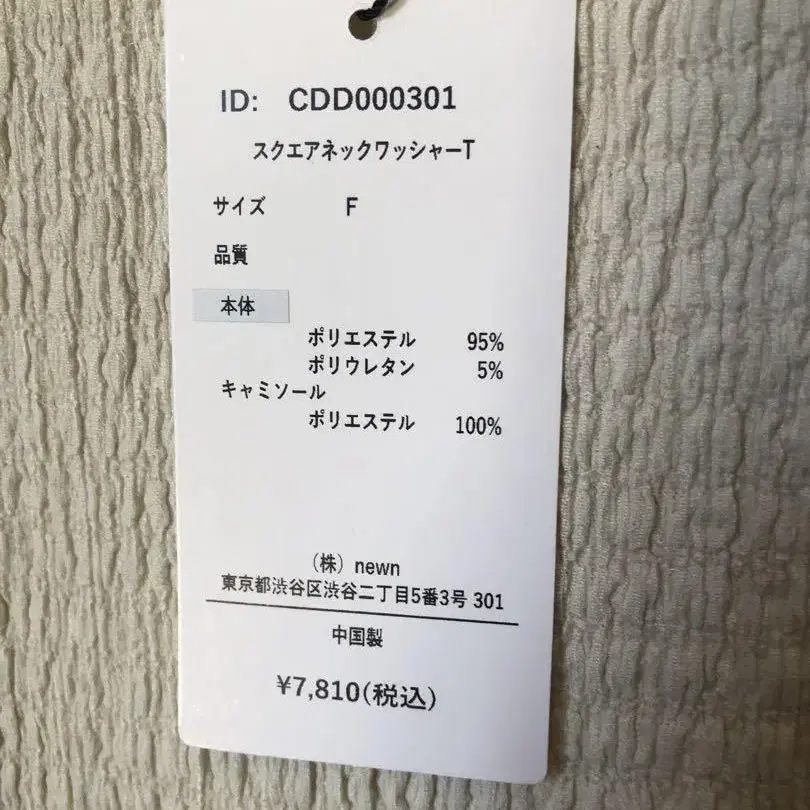 ID: CDD000301
スクエアネックワッシャーT
サイズ F
品質
本体
ポリエステル 95%
ポリウレタン 5%
キャミソール
ポリエステル 100%
（株）newn
東京都渋谷区渋谷二丁目5番3号 301
中国製
¥7,810(税込)